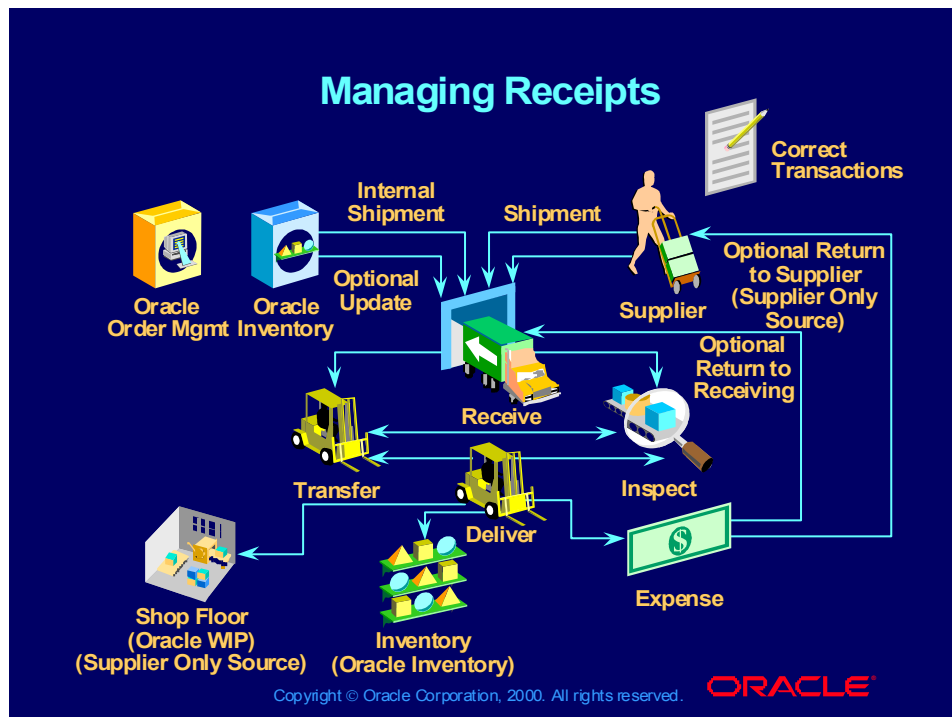 Managing Receipts
Correct
Transactions
Internal
Shipment
Shipment
Optional
Update
Oracle
Order Mgmt
Oracle
Inventory
Supplier
Optional Return
to Supplier
(Supplier Only
Source)
Optional
Return to
Receiving
Receive
Transfer
Inspect
Deliver
$
Expense
Shop Floor
(Oracle WIP)
(Supplier Only Source)
Inventory
(Oracle Inventory)
Copyright © Oracle Corporation, 2000. All rights reserved.
ORACLE®